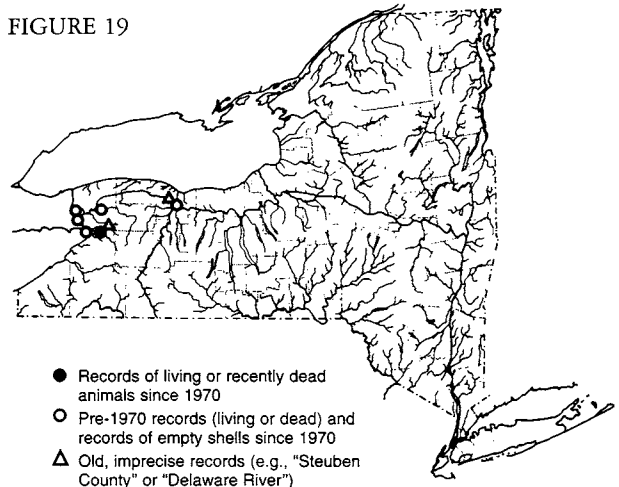 FIGURE 19
Records of living or recently dead
animals since 1970
Pre-1970 records (living or dead) and
records of empty shells since 1970
Old, imprecise records (e.g., "Steuben
County" or "Delaware River")